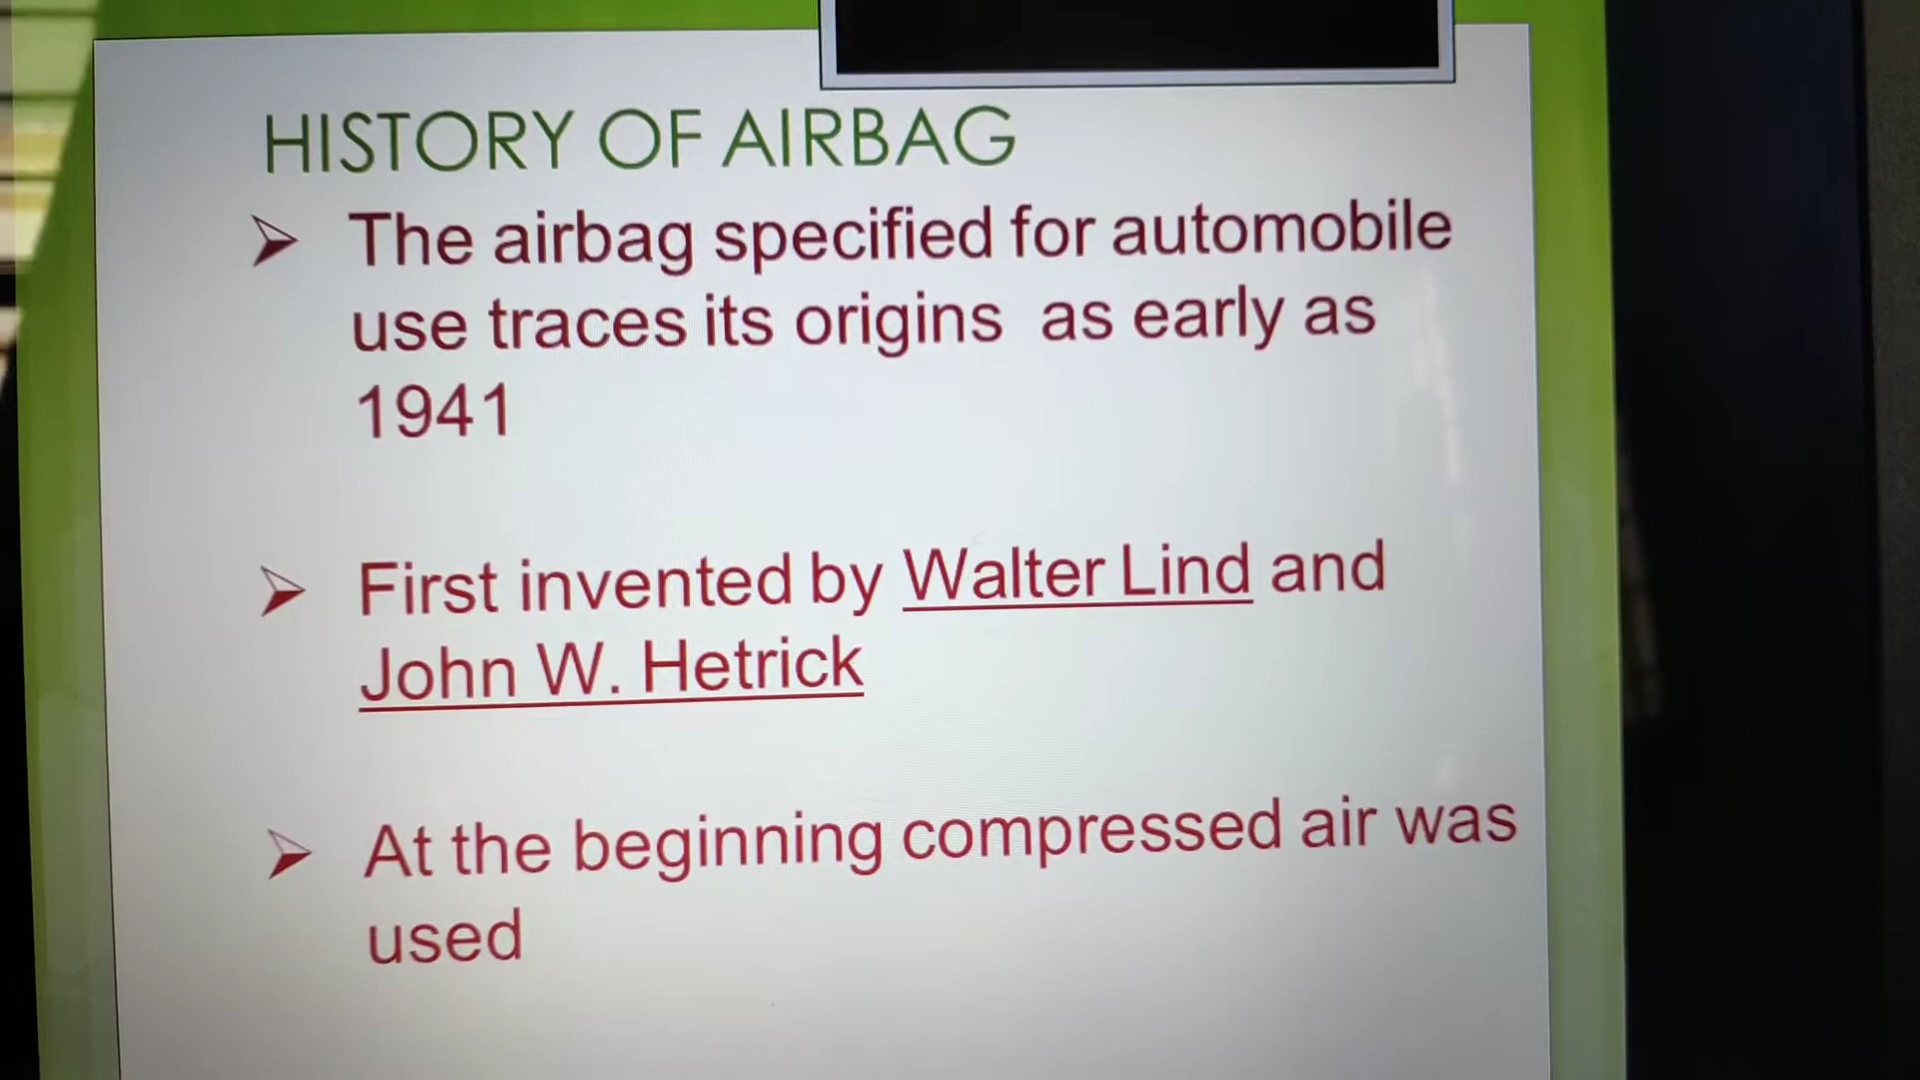 HISTORY OF AIRBAG
➢ The airbag specified for automobile
use traces its origins as early as
1941
➢ First invented by Walter Lind and
John W. Hetrick
➢ At the beginning compressed air was
used